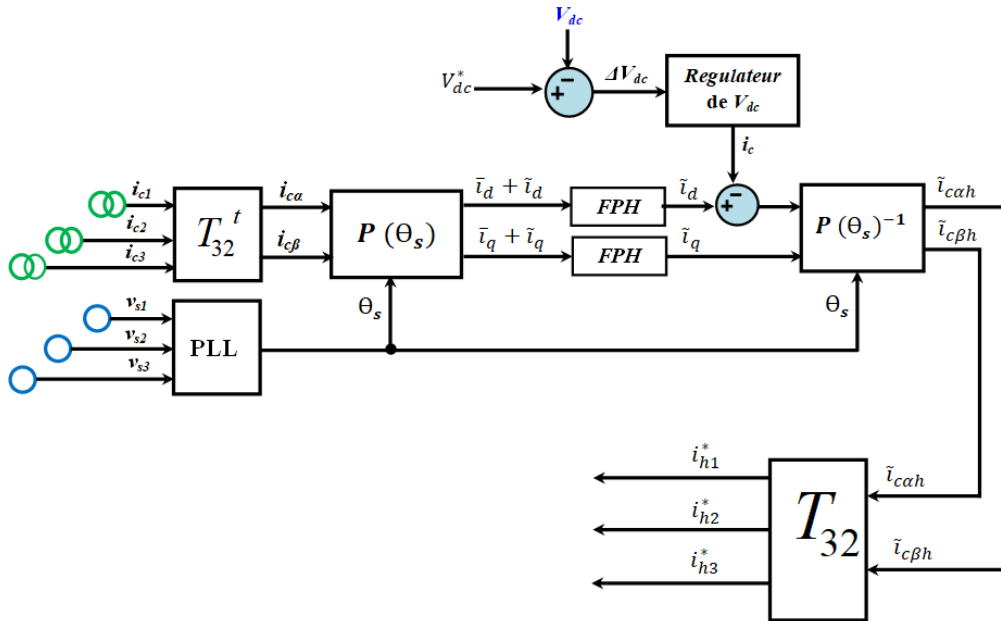 V_dc
V*_dc
+
−
ΔV_dc
Regulateur
de V_dc
i_c
i_c1
i_c2
i_c3
T_32^t
i_cα
i_cβ
P (Θ_s)
ī_d + ĩ_d
ī_q + ĩ_q
FPH
FPH
ĩ_d
ĩ_q
−
−
P (Θ_s)^−1
ĩ_cαh
ĩ_cβh
v_s1
v_s2
v_s3
PLL
Θ_s
Θ_s
i*_h1
i*_h2
i*_h3
T_32
ĩ_cαh
ĩ_cβh